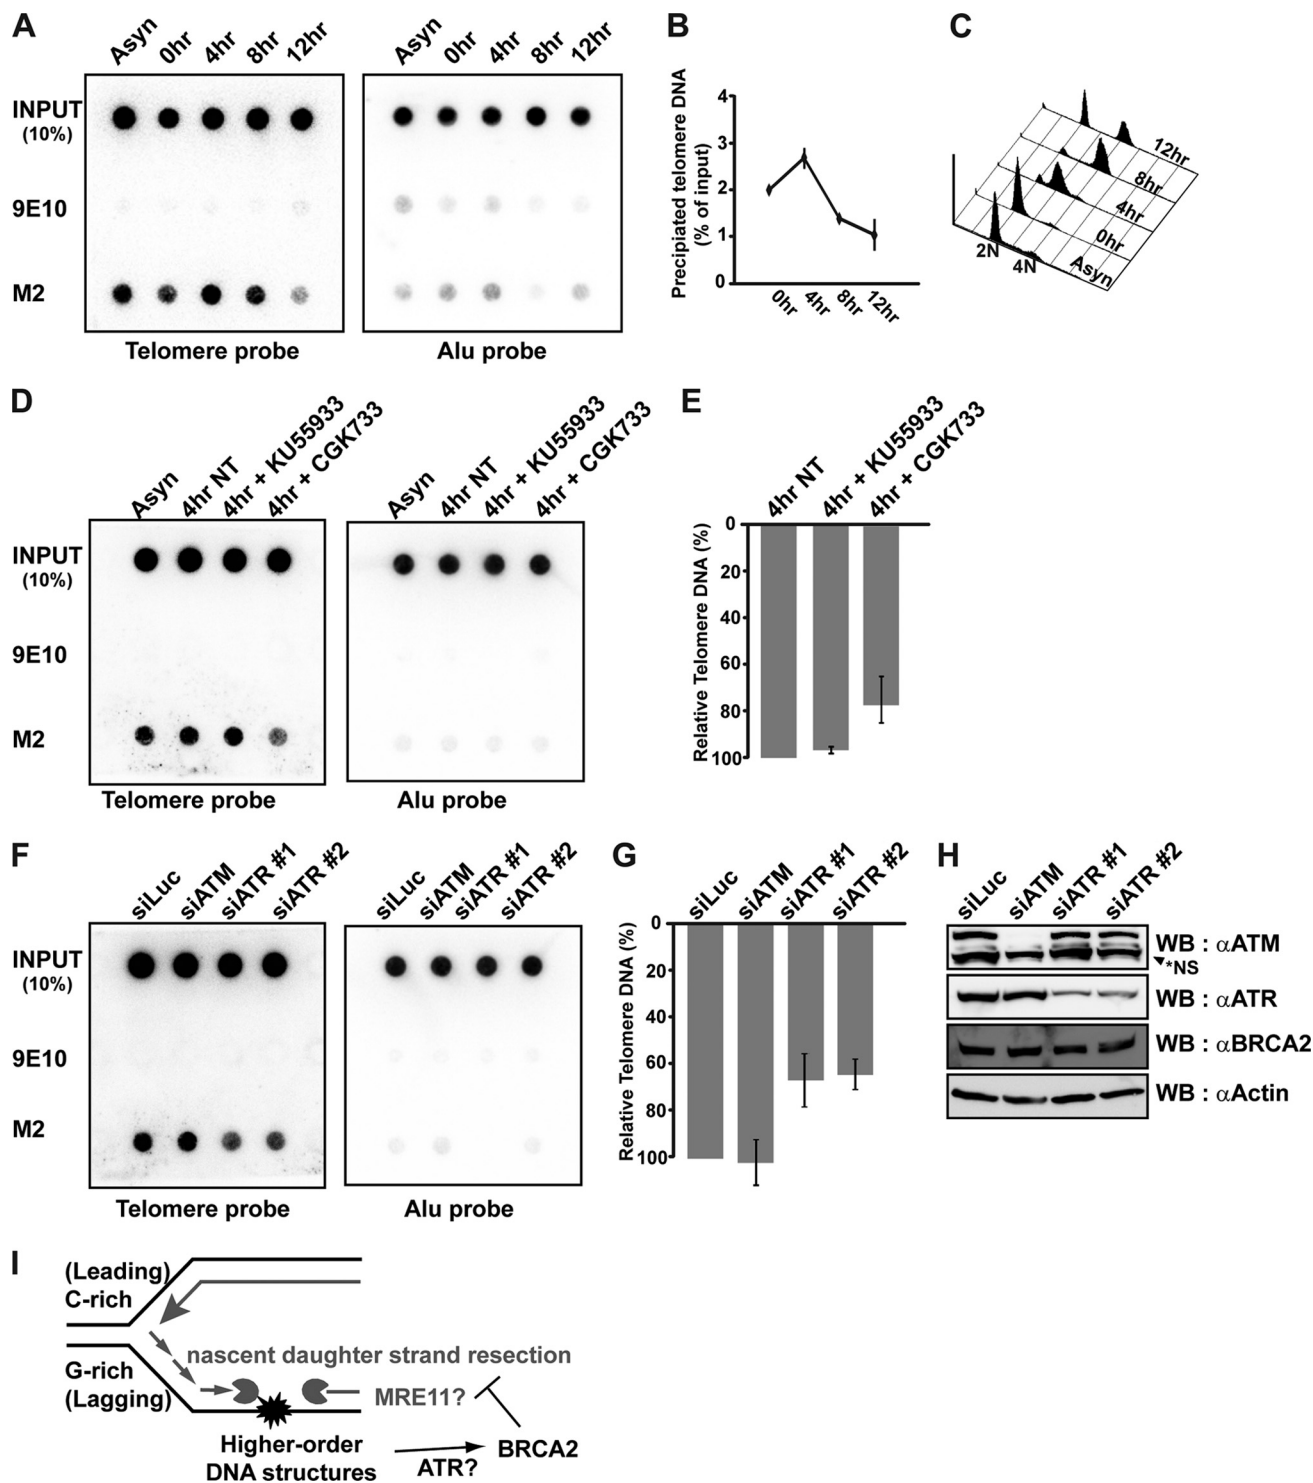 A
Asyn 0hr 4hr 8hr 12hr
Asyn 0hr 4hr 8hr 12hr
INPUT
(10%)
9E10
M2
Telomere probe
Alu probe
B
Precipiated telomere DNA
(% of input)
4
3
2
1
0
0hr 4hr 8hr 12hr
C
12hr
8hr
4hr
0hr
Asyn
2N
4N
D
Asyn 4hr NT 4hr + KU55933 4hr + CGK733
Asyn 4hr NT 4hr + KU55933 4hr + CGK733
INPUT
(10%)
9E10
M2
Telomere probe
Alu probe
E
4hr NT 4hr + KU55933 4hr + CGK733
Relative Telomere DNA (%)
0
20
40
60
80
100
F
siLuc siATM siATR #1 siATR #2
siLuc siATM siATR #1 siATR #2
INPUT
(10%)
9E10
M2
Telomere probe
Alu probe
G
siLuc siATM siATR #1 siATR #2
Relative Telomere DNA (%)
0
20
40
60
80
100
H
siLuc siATM siATR #1 siATR #2
WB : αATM
*NS
WB : αATR
WB : αBRCA2
WB : αActin
I
(Leading)
C-rich
nascent daughter strand resection
G-rich
(Lagging)
MRE11?
Higher-order
DNA structures
ATR?
BRCA2